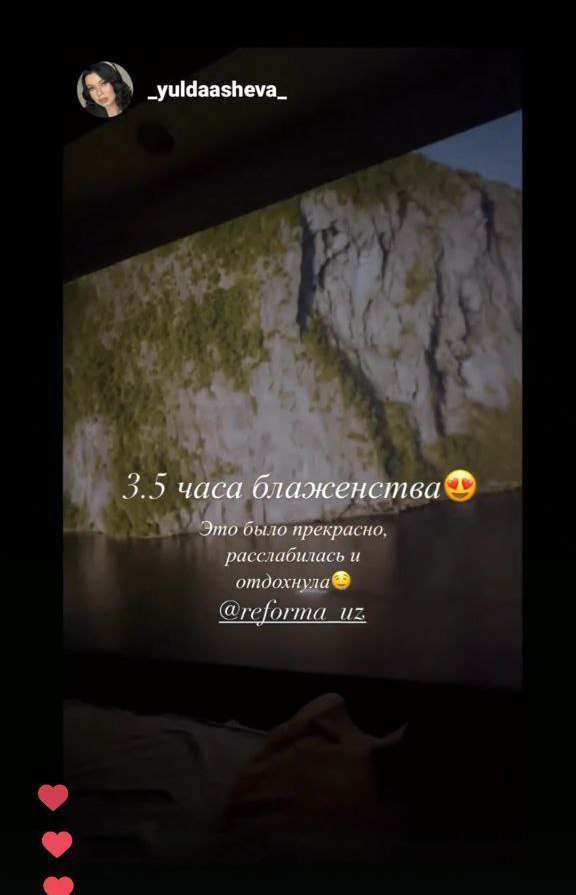 _yuldaasheva_
3.5 часа блаженства😍
Это было прекрасно,
расслабилась и
отдохнула☺️
@reforma_uz